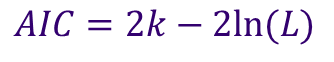 AIC = 2k − 2ln(L)